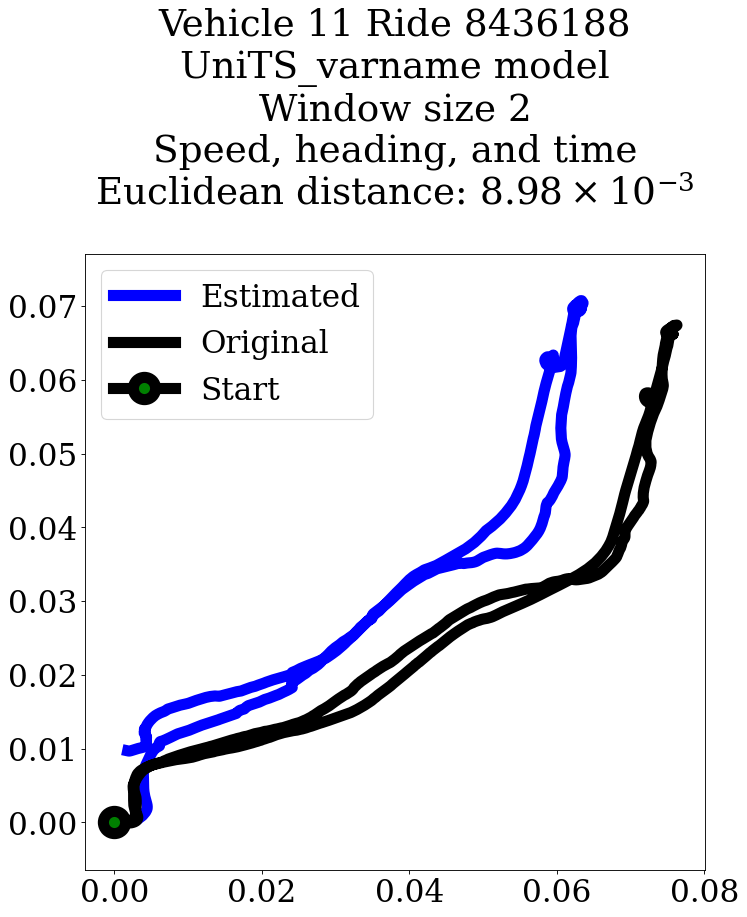 Vehicle 11 Ride 8436188
UniTS_varname model
Window size 2
Speed, heading, and time
Euclidean distance: 8.98 × 10⁻³
Estimated
Original
Start
0.07
0.06
0.05
0.04
0.03
0.02
0.01
0.00
0.00 0.02 0.04 0.06 0.08